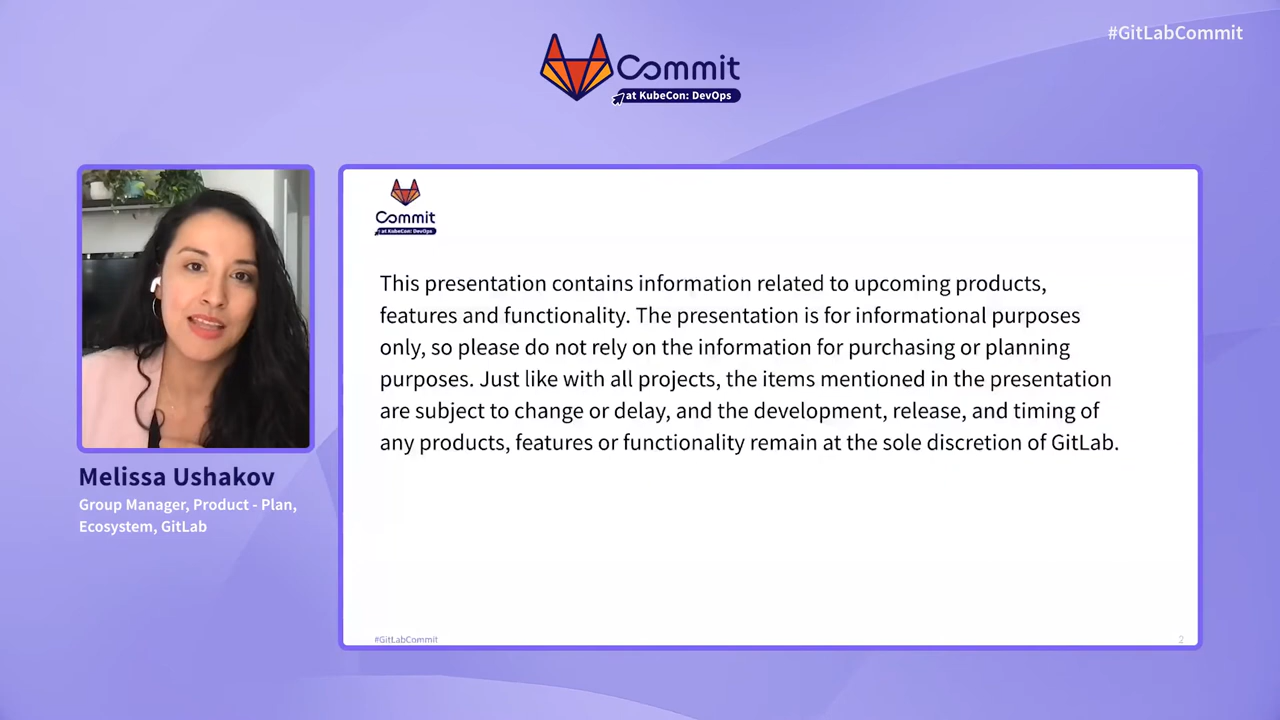 #GitLabCommit
Commit
at KubeCon: DevOps
Commit
at KubeCon: DevOps
This presentation contains information related to upcoming products,
features and functionality. The presentation is for informational purposes
only, so please do not rely on the information for purchasing or planning
purposes. Just like with all projects, the items mentioned in the presentation
are subject to change or delay, and the development, release, and timing of
any products, features or functionality remain at the sole discretion of GitLab.
Melissa Ushakov
Group Manager, Product - Plan,
Ecosystem, GitLab
#GitLabCommit
2